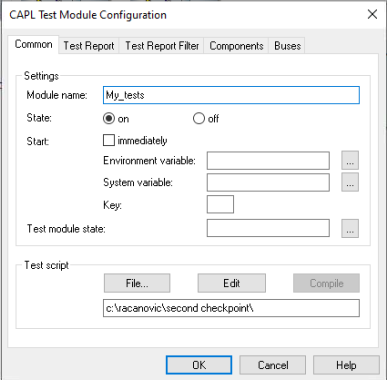 CAPL Test Module Configuration
Common Test Report Test Report Filter Components Buses
Settings
Module name: My_tests
State: on off
Start: immediately
Environment variable: ...
System variable: ...
Key:
Test module state: ...
Test script
File... Edit Compile
c:\racanovic\second checkpoint\
OK Cancel Help